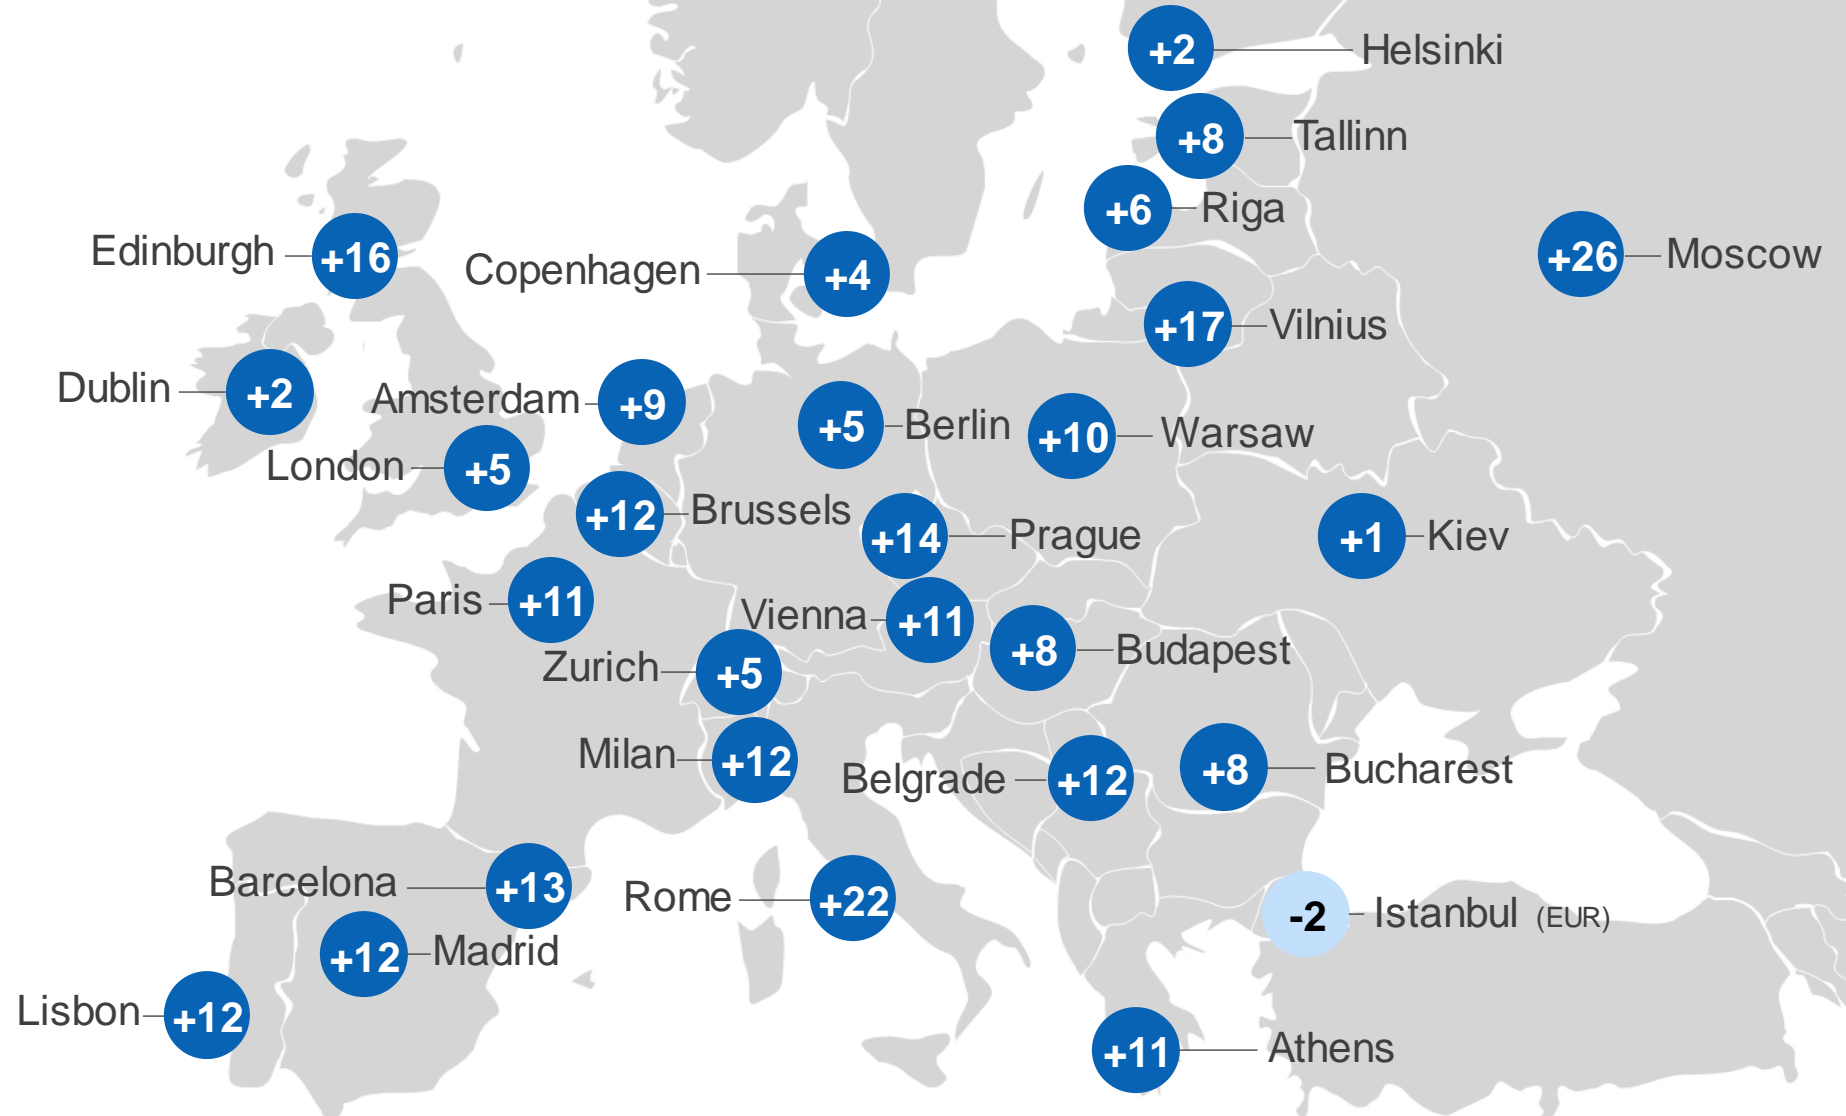 +2 Helsinki
+8 Tallinn
+6 Riga
Edinburgh +16
Copenhagen +4
+26 Moscow
+17 Vilnius
Dublin +2
Amsterdam +9
+5 Berlin
+10 Warsaw
London +5
+12 Brussels
+14 Prague
+1 Kiev
Paris +11
Vienna +11
+8 Budapest
Zurich +5
Milan +12
Belgrade +12
+8 Bucharest
Barcelona +13
Rome +22
-2 Istanbul (EUR)
+12 Madrid
Lisbon +12
+11 Athens